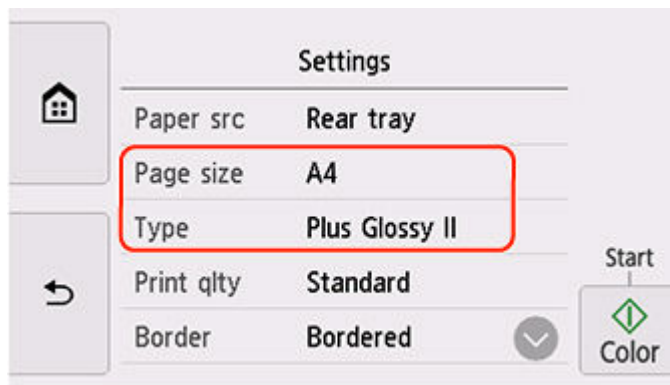 Settings
Paper src Rear tray
Page size A4
Type Plus Glossy II
Print qlty Standard
Border Bordered
Start
Color